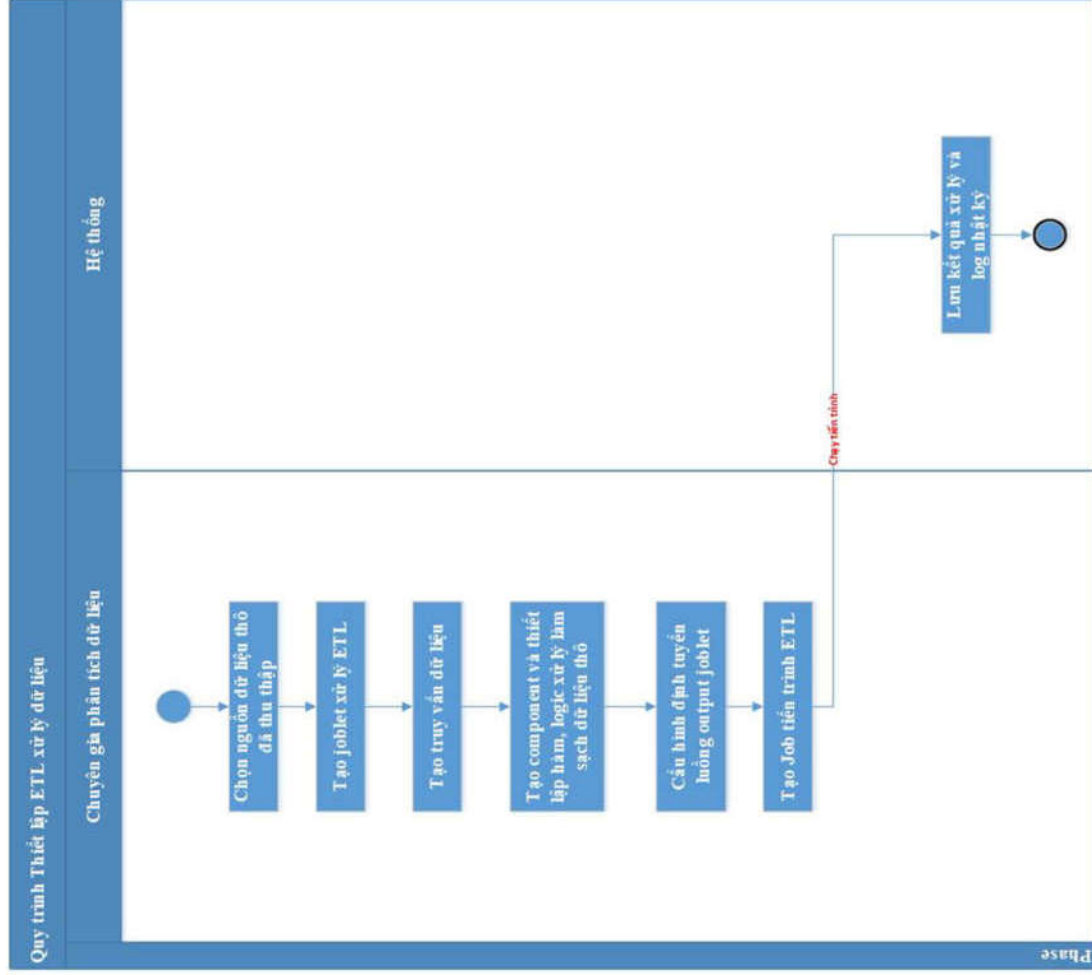 Quy trình Thiết lập ETL xử lý dữ liệu
Chuyên gia phân tích dữ liệu
Hệ thống
Chọn nguồn dữ liệu thô
đã thu thập
Tạo joblet xử lý ETL
Tạo truy vấn dữ liệu
Tạo component và thiết
lập hàm, logic xử lý làm
sạch dữ liệu thô
Cấu hình định tuyến
luồng output joblet
Tạo Job tiến trình ETL
Chạy tiến trình
Lưu kết quả xử lý và
log nhật ký
Phase